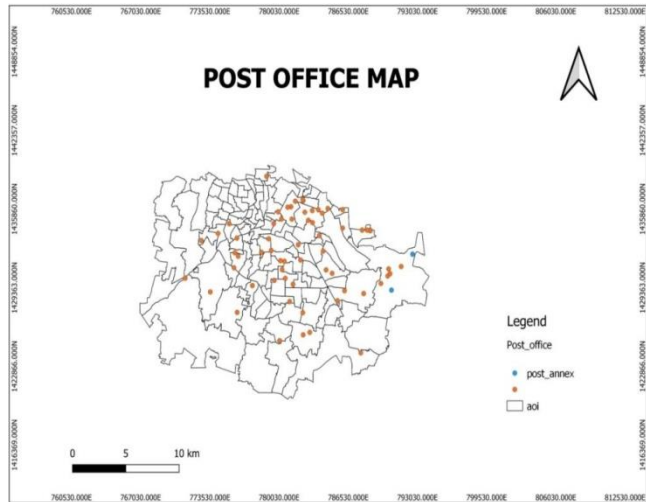 760530.000E 767030.000E 773530.000E 780030.000E 786530.000E 793030.000E 799530.000E 806030.000E 812530.000E
1448854.000N
1442357.000N
1435860.000N
1429363.000N
1422866.000N
1416369.000N
POST OFFICE MAP
1448854.000N
1442357.000N
1435860.000N
1429363.000N
1422866.000N
1416369.000N
Legend
Post_office
post_annex
aoi
0 5 10 km
760530.000E 767030.000E 773530.000E 780030.000E 786530.000E 793030.000E 799530.000E 806030.000E 812530.000E